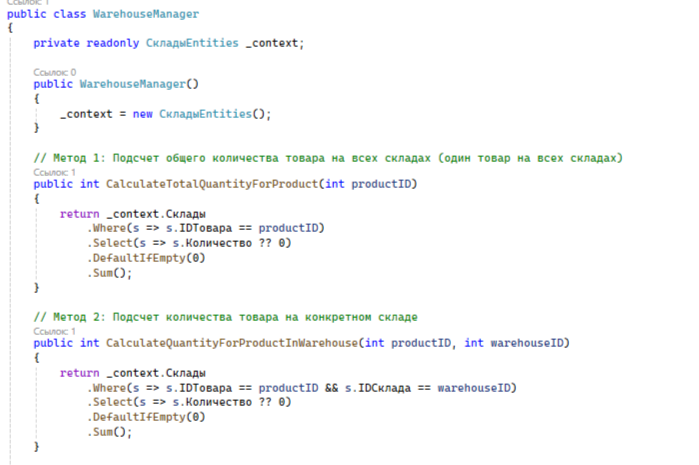 Ссылок: 1
public class WarehouseManager
{
private readonly СкладыEntities _context;
Ссылок: 0
public WarehouseManager()
{
_context = new СкладыEntities();
}
// Метод 1: Подсчет общего количества товара на всех складах (один товар на всех складах)
Ссылок: 1
public int CalculateTotalQuantityForProduct(int productID)
{
return _context.Склады
.Where(s => s.IDТовара == productID)
.Select(s => s.Количество ?? 0)
.DefaultIfEmpty(0)
.Sum();
}
// Метод 2: Подсчет количества товара на конкретном складе
Ссылок: 1
public int CalculateQuantityForProductInWarehouse(int productID, int warehouseID)
{
return _context.Склады
.Where(s => s.IDТовара == productID && s.IDСклада == warehouseID)
.Select(s => s.Количество ?? 0)
.DefaultIfEmpty(0)
.Sum();
}